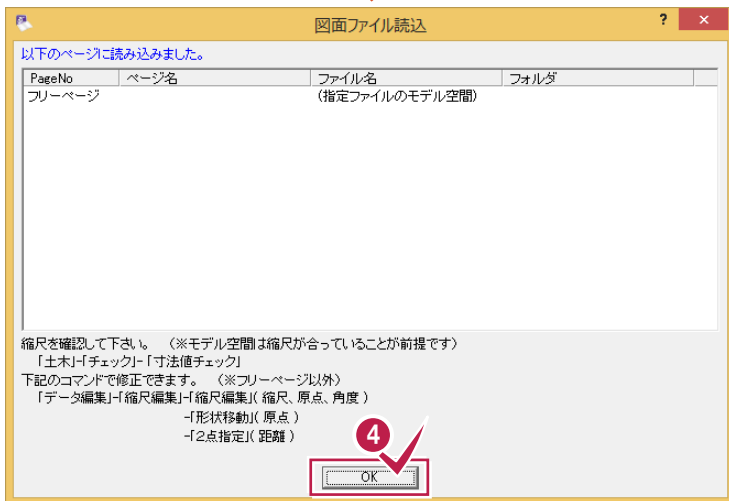 図面ファイル読込
? ×
以下のページに読み込みました。
PageNo ページ名 ファイル名 フォルダ
フリーページ (指定ファイルのモデル空間)
縮尺を確認して下さい。 (※モデル空間は縮尺が合っていることが前提です)
「土木」-「チェック」-「寸法値チェック」
下記のコマンドで修正できます。 (※フリーページ以外)
「データ編集」-「縮尺編集」-「縮尺編集」( 縮尺、原点、角度 )
-「形状移動」( 原点 )
-「2点指定」( 距離 )
4
OK